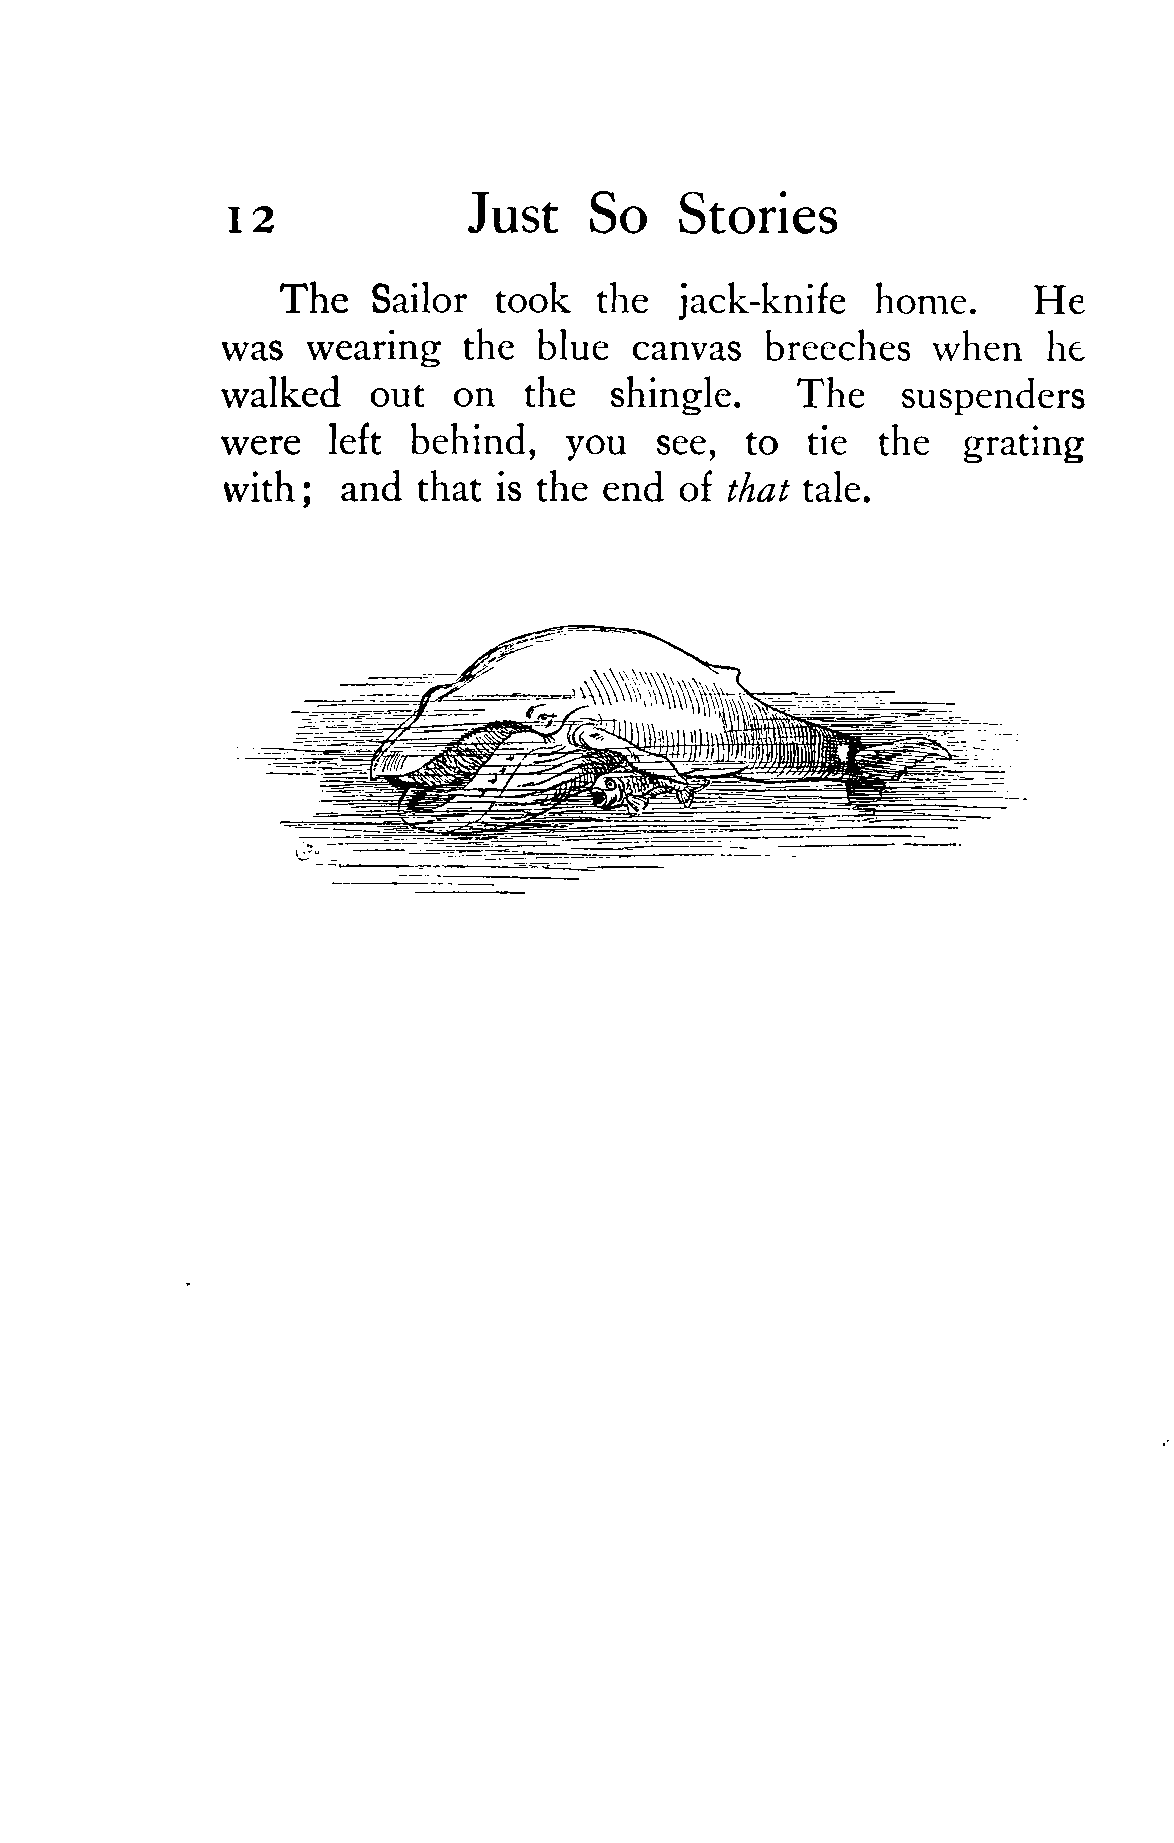 12 Just So Stories
The Sailor took the jack-knife home. He
was wearing the blue canvas breeches when he
walked out on the shingle. The suspenders
were left behind, you see, to tie the grating
with; and that is the end of that tale.